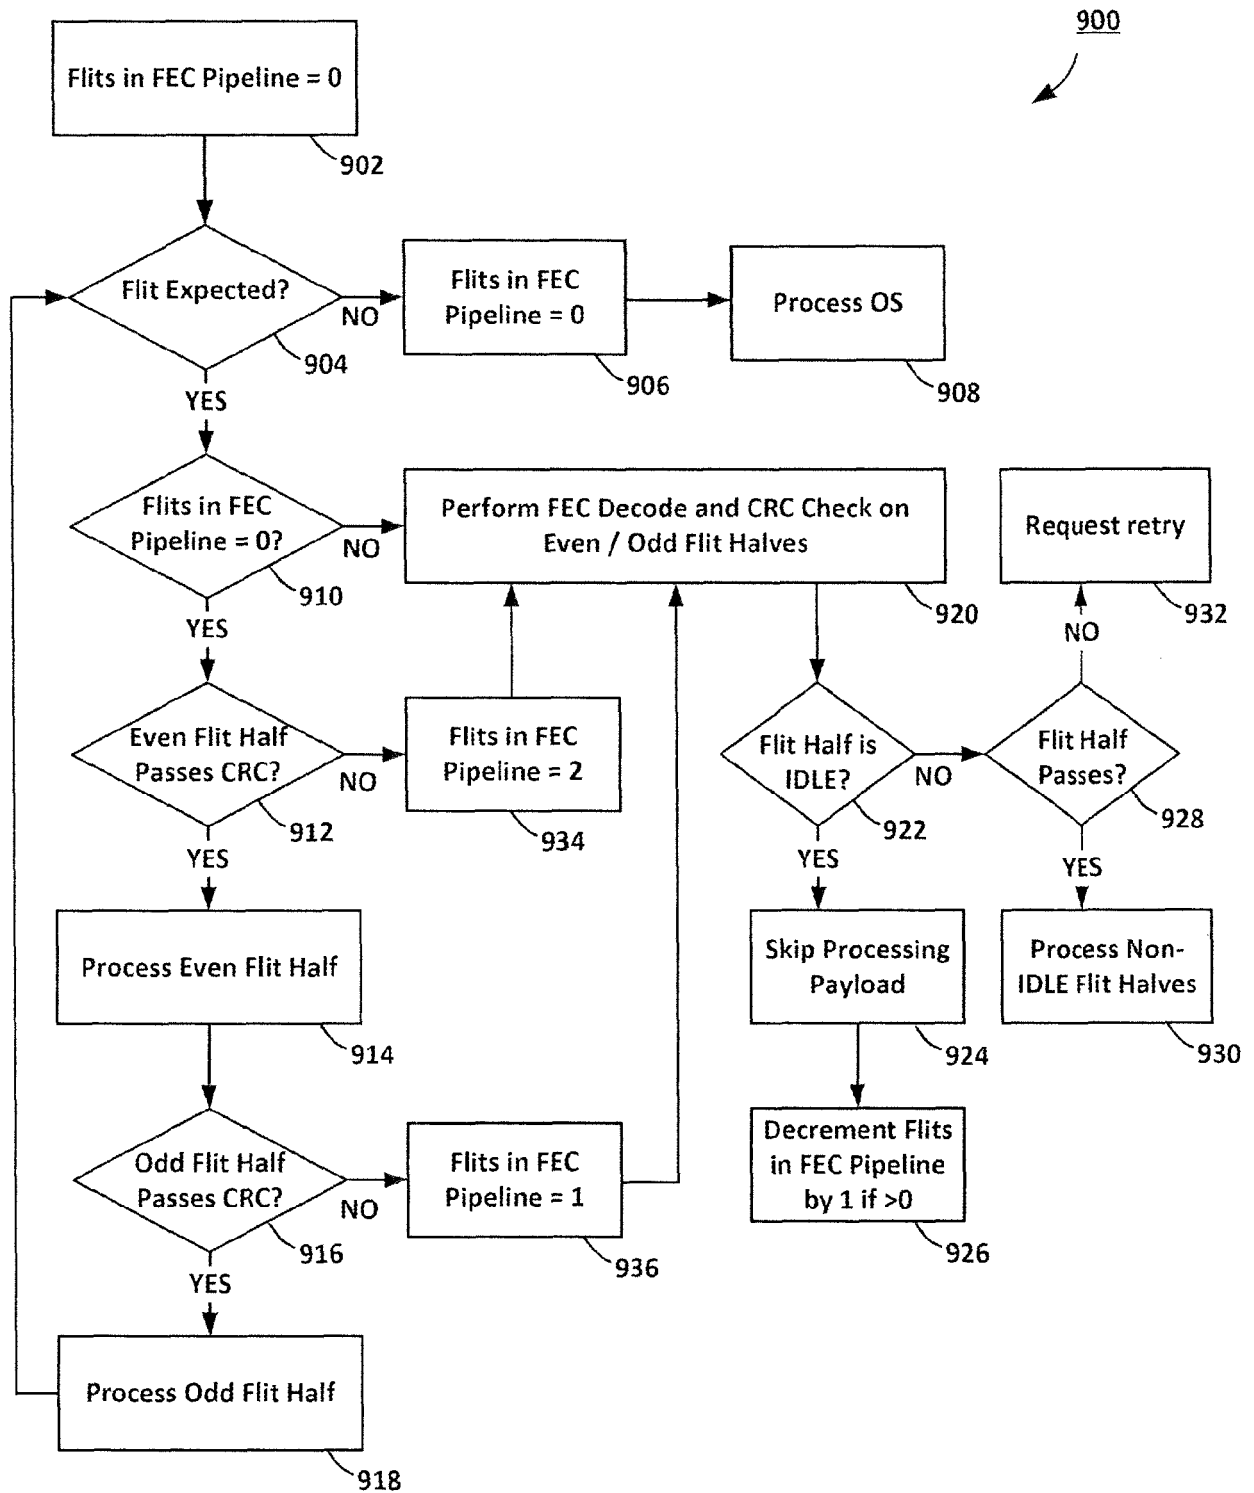 900
Flits in FEC Pipeline = 0
902
Flit Expected?
NO
904
YES
Flits in FEC
Pipeline = 0
906
Process OS
908
Flits in FEC
Pipeline = 0?
NO
910
YES
Perform FEC Decode and CRC Check on
Even / Odd Flit Halves
920
Request retry
932
NO
Even Flit Half
Passes CRC?
NO
912
YES
Flits in FEC
Pipeline = 2
934
Flit Half is
IDLE?
NO
922
YES
Flit Half
Passes?
928
YES
Process Even Flit Half
914
Skip Processing
Payload
924
Process Non-
IDLE Flit Halves
930
Odd Flit Half
Passes CRC?
NO
916
YES
Flits in FEC
Pipeline = 1
936
Decrement Flits
in FEC Pipeline
by 1 if >0
926
Process Odd Flit Half
918